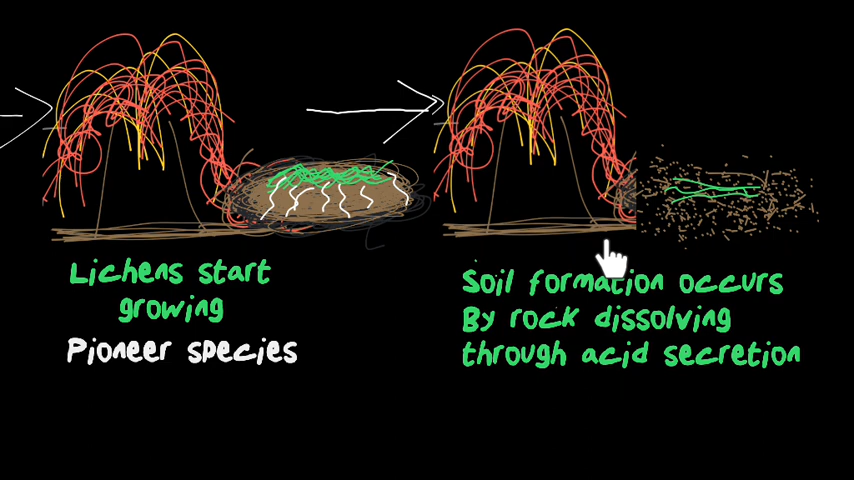 Lichens start
growing
Pioneer species
Soil formation occurs
By rock dissolving
through acid secretion